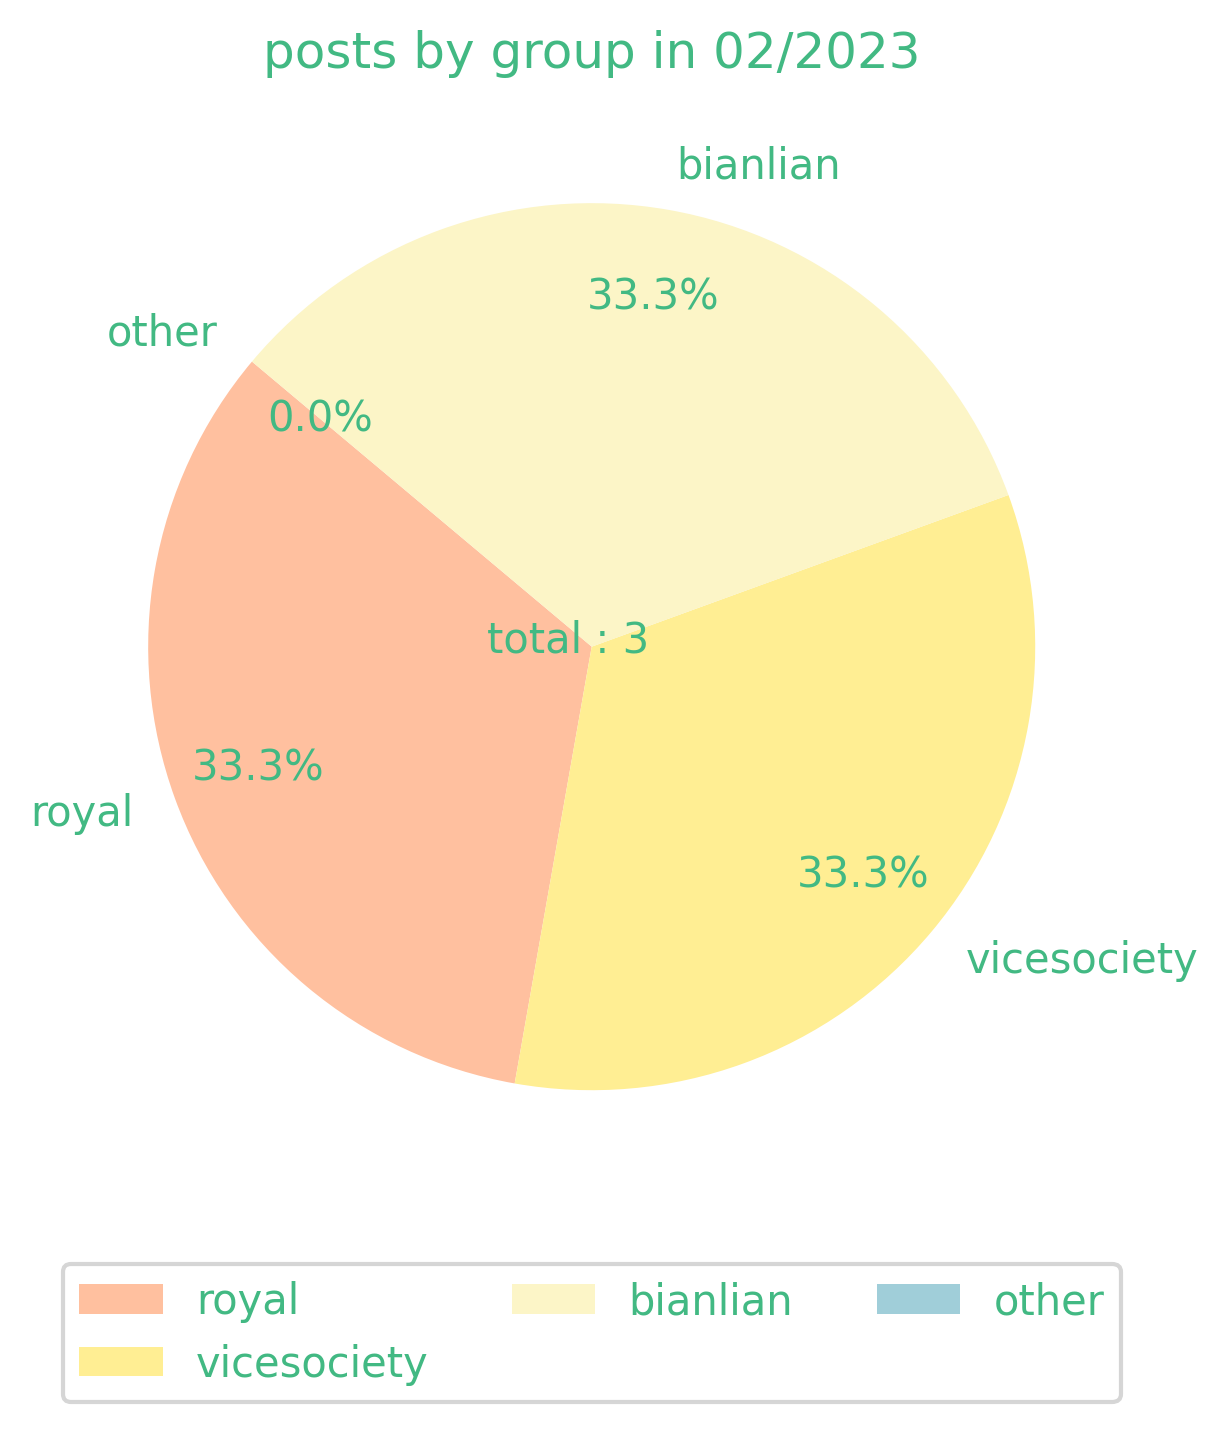 posts by group in 02/2023
bianlian
33.3%
other
0.0%
total : 3
33.3%
royal
33.3%
vicesociety
royal
bianlian
other
vicesociety